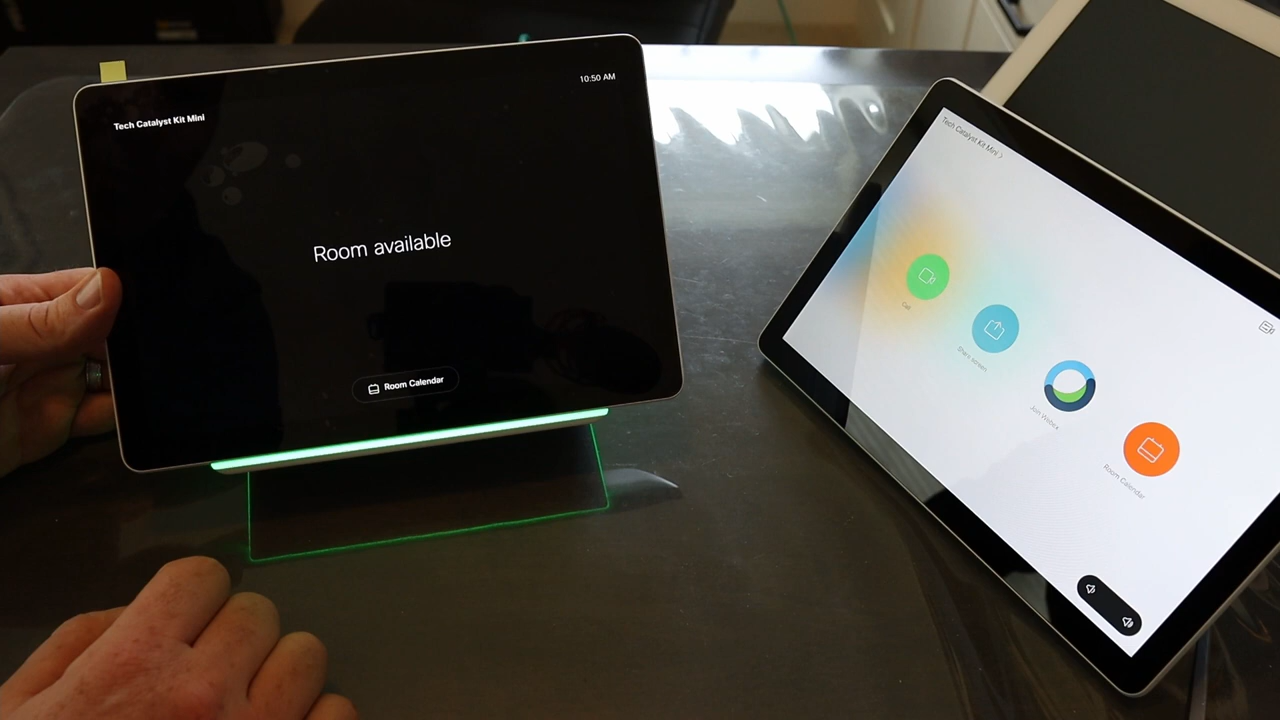 10:50 AM
Tech Catalyst Kit Mini
Room available
Room Calendar
Tech Catalyst Kit Mini
Call
Share screen
Join Webex
Room Calendar